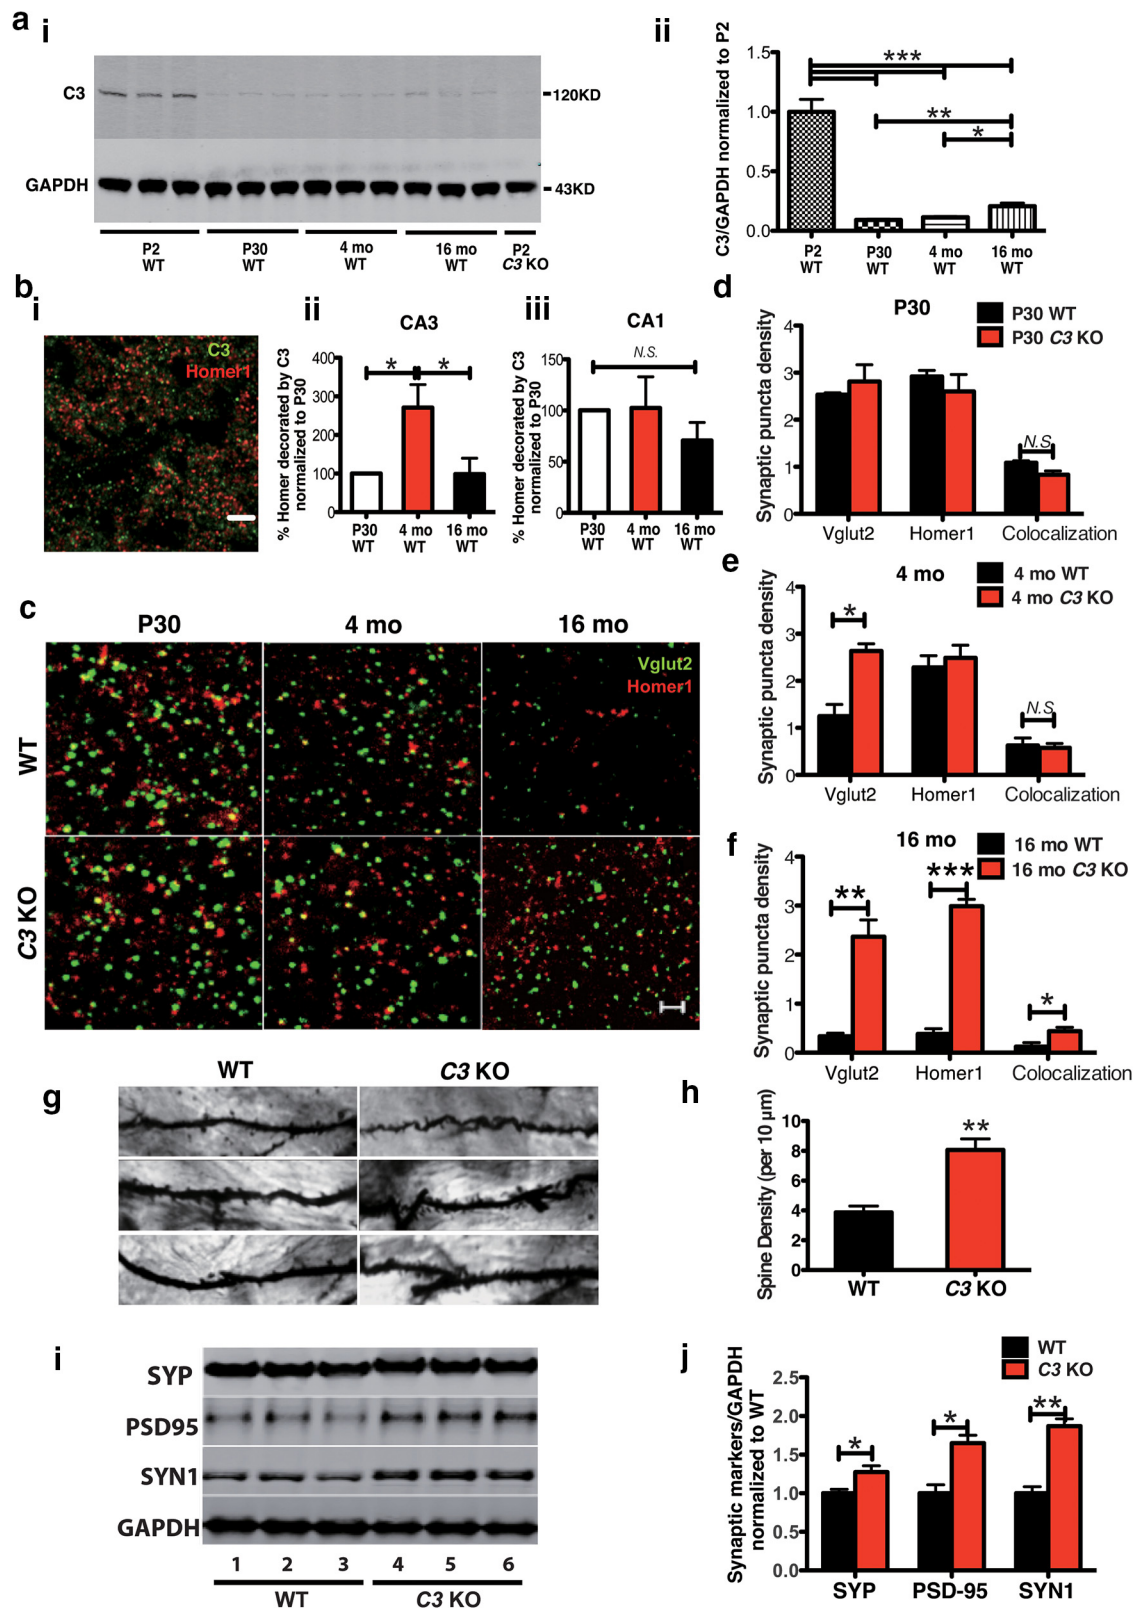 a
i
C3
120KD
GAPDH
43KD
P2 WT
P30 WT
4 mo WT
16 mo WT
P2 C3 KO
ii
C3/GAPDH normalized to P2
1.5
1.0
0.5
0.0
***
**
*
P2 WT
P30 WT
4 mo WT
16 mo WT
b
i
C3
Homer1
ii
CA3
% Homer decorated by C3
normalized to P30
400
300
200
100
0
*
*
P30 WT
4 mo WT
16 mo WT
iii
CA1
% Homer decorated by C3
normalized to P30
150
100
50
0
N.S.
P30 WT
4 mo WT
16 mo WT
c
P30
4 mo
16 mo
Vglut2
Homer1
WT
C3 KO
d
P30
P30 WT
P30 C3 KO
Synaptic puncta density
4
3
2
1
0
N.S
Vglut2
Homer1
Colocalization
e
4 mo
4 mo WT
4 mo C3 KO
Synaptic puncta density
4
3
2
1
0
*
N.S
Vglut2
Homer1
Colocalization
f
16 mo
16 mo WT
16 mo C3 KO
Synaptic puncta density
4
3
2
1
0
**
***
*
Vglut2
Homer1
Colocalization
g
WT
C3 KO
h
Spine Density (per 10 µm)
10
8
6
4
2
0
**
WT
C3 KO
i
SYP
PSD95
SYN1
GAPDH
1 2 3 4 5 6
WT
C3 KO
j
WT
C3 KO
Synaptic markers/GAPDH
normalized to WT
2.5
2.0
1.5
1.0
0.5
0.0
*
*
**
SYP
PSD-95
SYN1